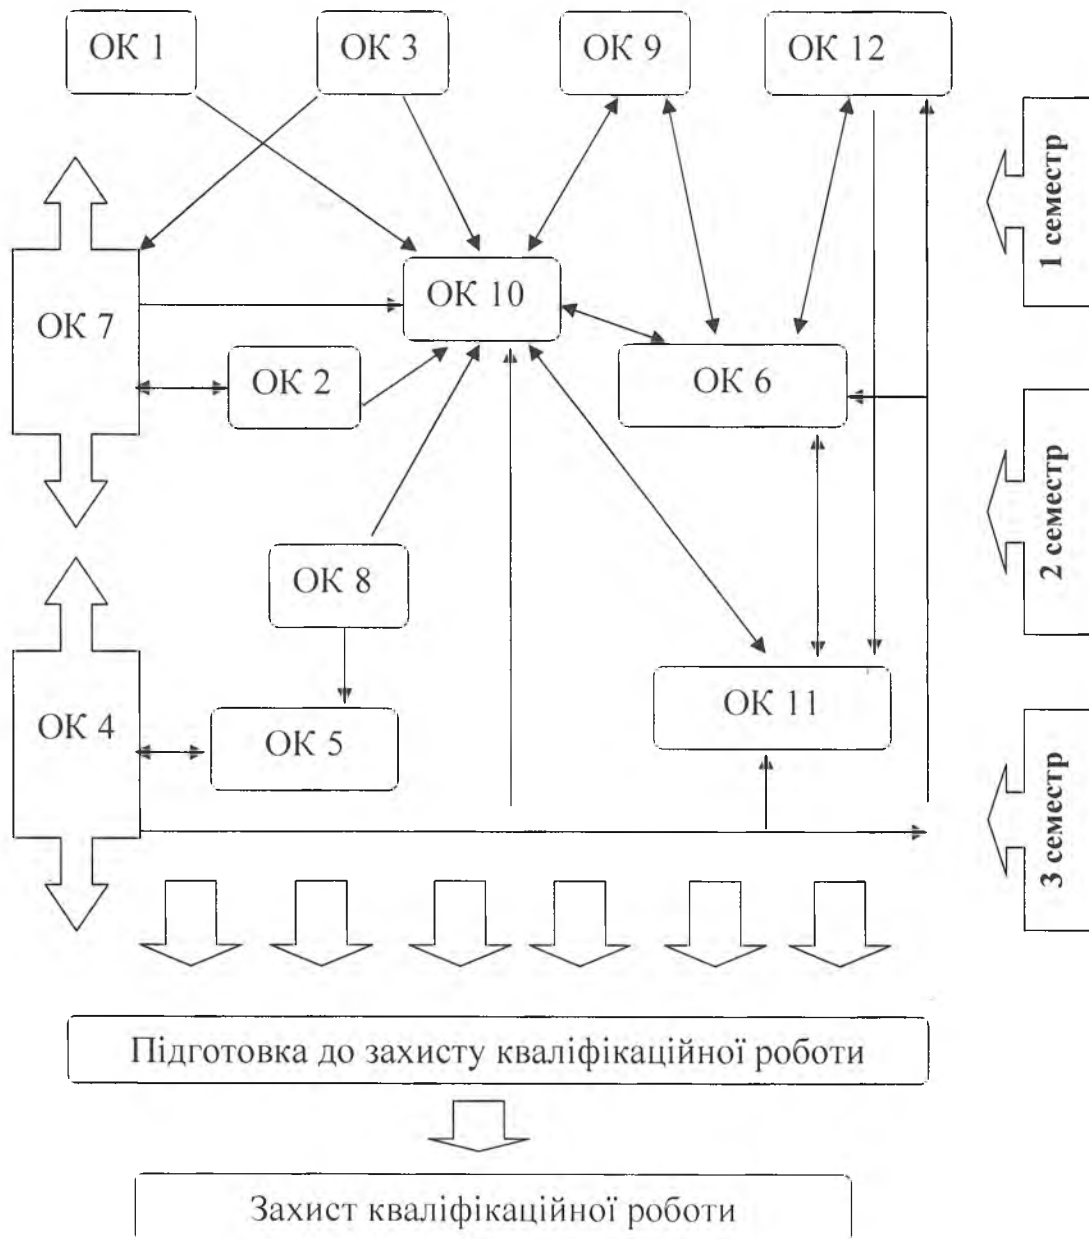 ОК 1
ОК 3
ОК 9
ОК 12
1 семестр
ОК 10
ОК 7
ОК 2
ОК 6
2 семестр
ОК 8
ОК 4
ОК 5
ОК 11
3 семестр
Підготовка до захисту кваліфікаційної роботи
Захист кваліфікаційної роботи